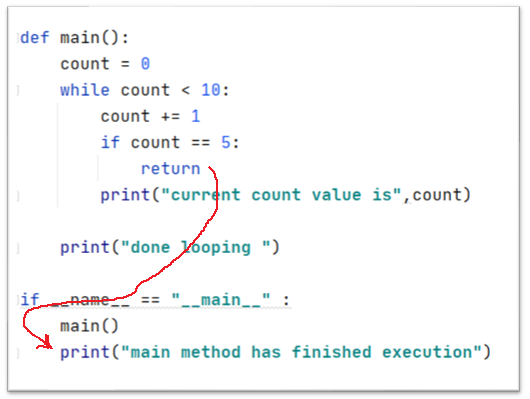 def main():
    count = 0
    while count < 10:
        count += 1
        if count == 5:
            return
        print("current count value is",count)
    print("done looping ")
if __name__ == "__main__" :
    main()
    print("main method has finished execution")